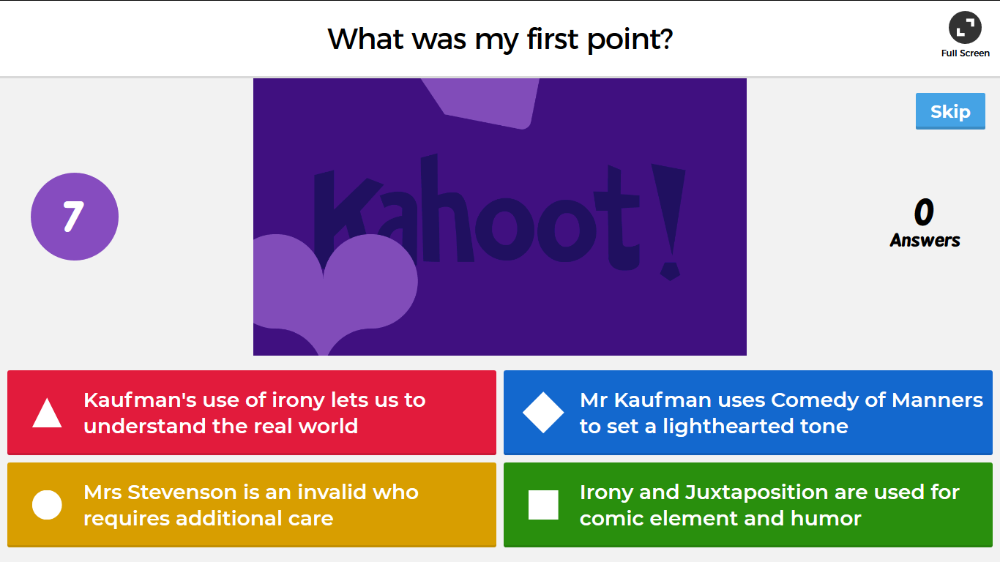 What was my first point?
Full Screen
Skip
Kahoot!
7
0
Answers
Kaufman's use of irony lets us to
understand the real world
Mr Kaufman uses Comedy of Manners
to set a lighthearted tone
Mrs Stevenson is an invalid who
requires additional care
Irony and Juxtaposition are used for
comic element and humor